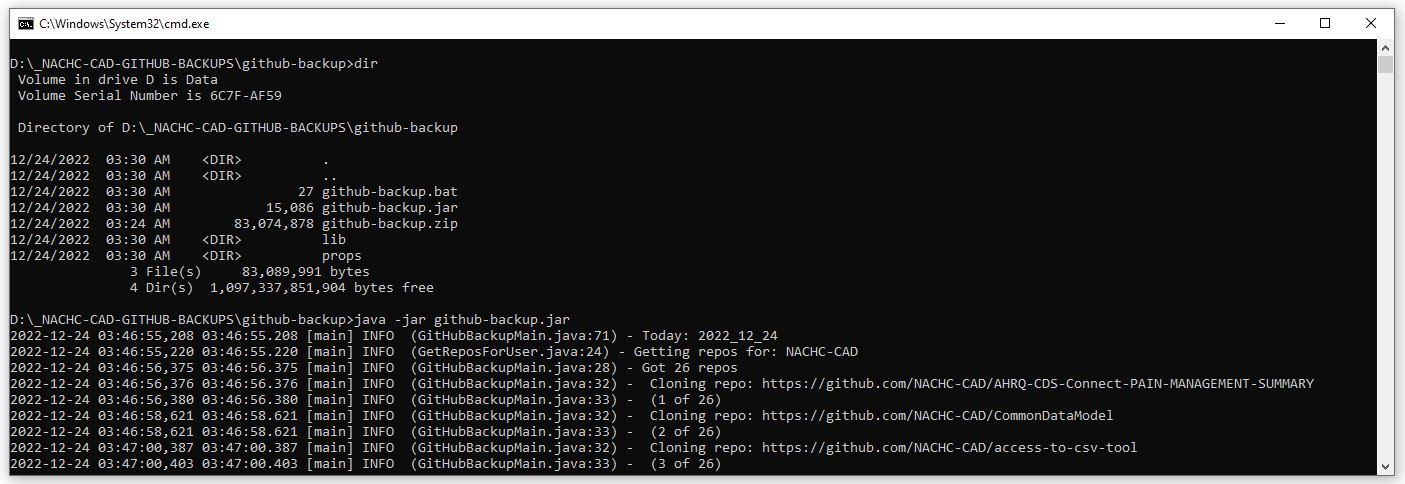 C:\Windows\System32\cmd.exe
D:\_NACHC-CAD-GITHUB-BACKUPS\github-backup>dir
 Volume in drive D is Data
 Volume Serial Number is 6C7F-AF59
 Directory of D:\_NACHC-CAD-GITHUB-BACKUPS\github-backup
12/24/2022  03:30 AM    <DIR>          .
12/24/2022  03:30 AM    <DIR>          ..
12/24/2022  03:30 AM                27 github-backup.bat
12/24/2022  03:30 AM            15,086 github-backup.jar
12/24/2022  03:24 AM        83,074,878 github-backup.zip
12/24/2022  03:30 AM    <DIR>          lib
12/24/2022  03:30 AM    <DIR>          props
               3 File(s)     83,089,991 bytes
               4 Dir(s)  1,097,337,851,904 bytes free
D:\_NACHC-CAD-GITHUB-BACKUPS\github-backup>java -jar github-backup.jar
2022-12-24 03:46:55,208 03:46:55.208 [main] INFO  (GitHubBackupMain.java:71) - Today: 2022_12_24
2022-12-24 03:46:55,220 03:46:55.220 [main] INFO  (GetReposForUser.java:24) - Getting repos for: NACHC-CAD
2022-12-24 03:46:56,375 03:46:56.375 [main] INFO  (GitHubBackupMain.java:28) - Got 26 repos
2022-12-24 03:46:56,376 03:46:56.376 [main] INFO  (GitHubBackupMain.java:32) -  Cloning repo: https://github.com/NACHC-CAD/AHRQ-CDS-Connect-PAIN-MANAGEMENT-SUMMARY
2022-12-24 03:46:56,380 03:46:56.380 [main] INFO  (GitHubBackupMain.java:33) -  (1 of 26)
2022-12-24 03:46:58,621 03:46:58.621 [main] INFO  (GitHubBackupMain.java:32) -  Cloning repo: https://github.com/NACHC-CAD/CommonDataModel
2022-12-24 03:46:58,621 03:46:58.621 [main] INFO  (GitHubBackupMain.java:33) -  (2 of 26)
2022-12-24 03:47:00,387 03:47:00.387 [main] INFO  (GitHubBackupMain.java:32) -  Cloning repo: https://github.com/NACHC-CAD/access-to-csv-tool
2022-12-24 03:47:00,403 03:47:00.403 [main] INFO  (GitHubBackupMain.java:33) -  (3 of 26)